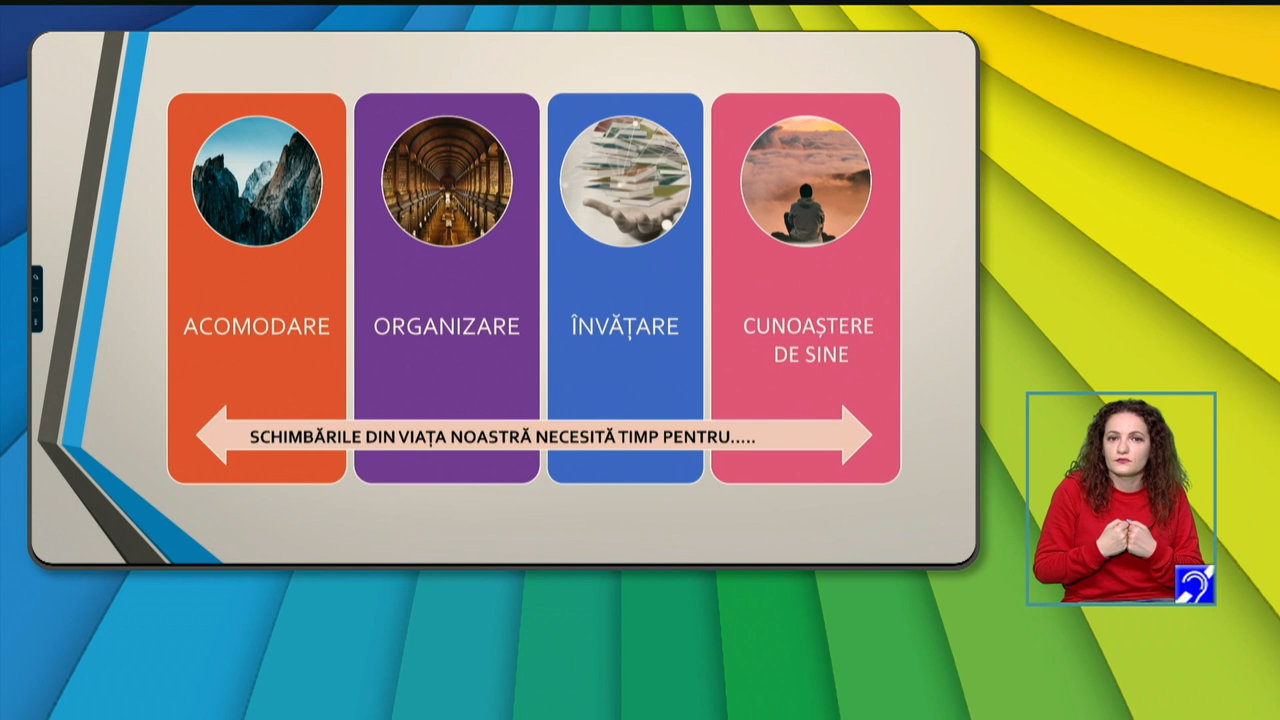 ACOMODARE
ORGANIZARE
ÎNVĂȚARE
CUNOAȘTERE
DE SINE
SCHIMBĂRILE DIN VIAȚA NOASTRĂ NECESITĂ TIMP PENTRU.....